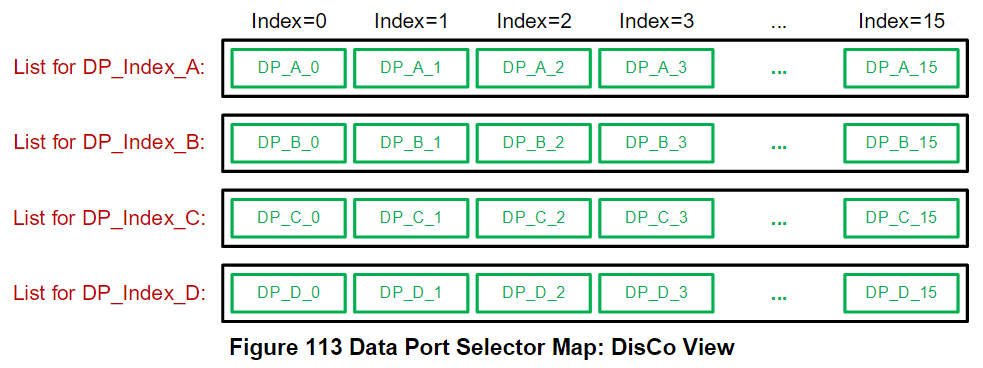 Index=0 Index=1 Index=2 Index=3 ... Index=15
List for DP_Index_A: DP_A_0 DP_A_1 DP_A_2 DP_A_3 ... DP_A_15
List for DP_Index_B: DP_B_0 DP_B_1 DP_B_2 DP_B_3 ... DP_B_15
List for DP_Index_C: DP_C_0 DP_C_1 DP_C_2 DP_C_3 ... DP_C_15
List for DP_Index_D: DP_D_0 DP_D_1 DP_D_2 DP_D_3 ... DP_D_15
Figure 113 Data Port Selector Map: DisCo View